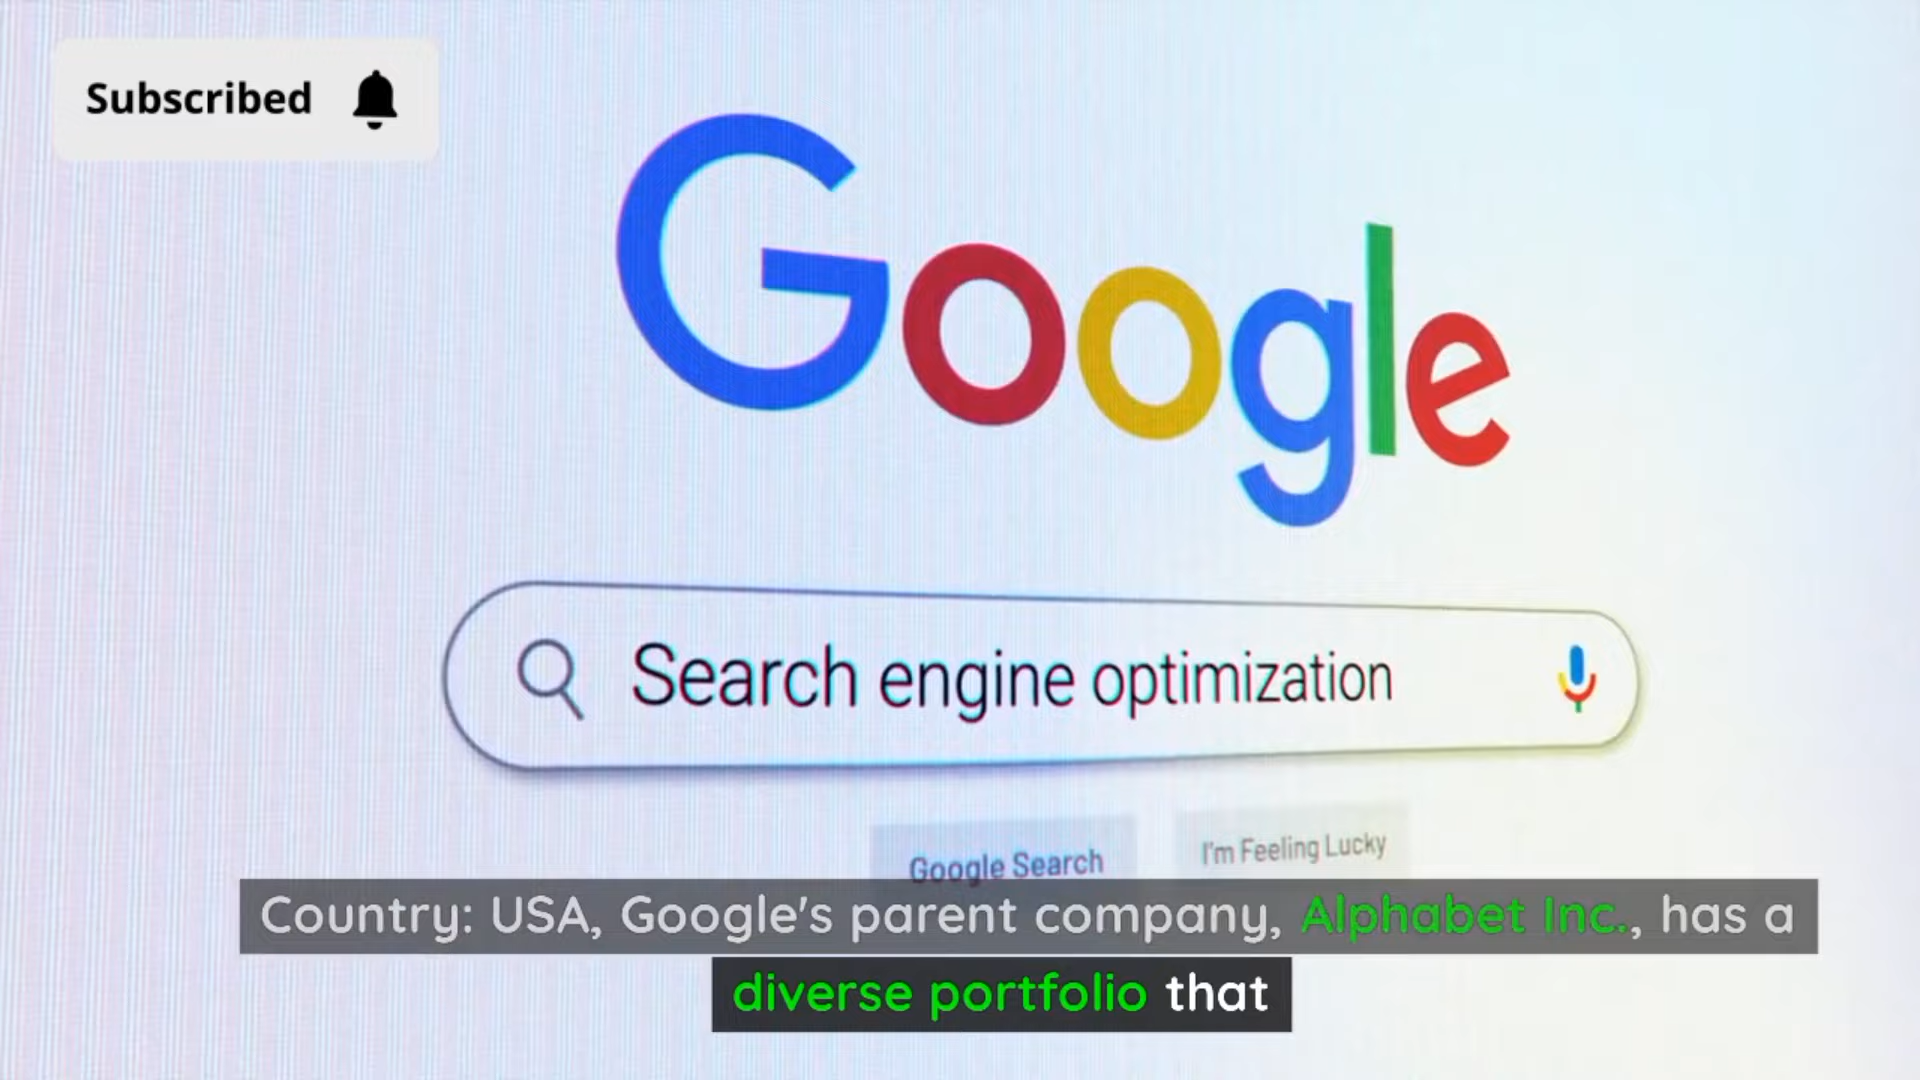 Subscribed
Google
Search engine optimization
Google Search
I'm Feeling Lucky
Country: USA, Google's parent company, Alphabet Inc., has a
diverse portfolio that